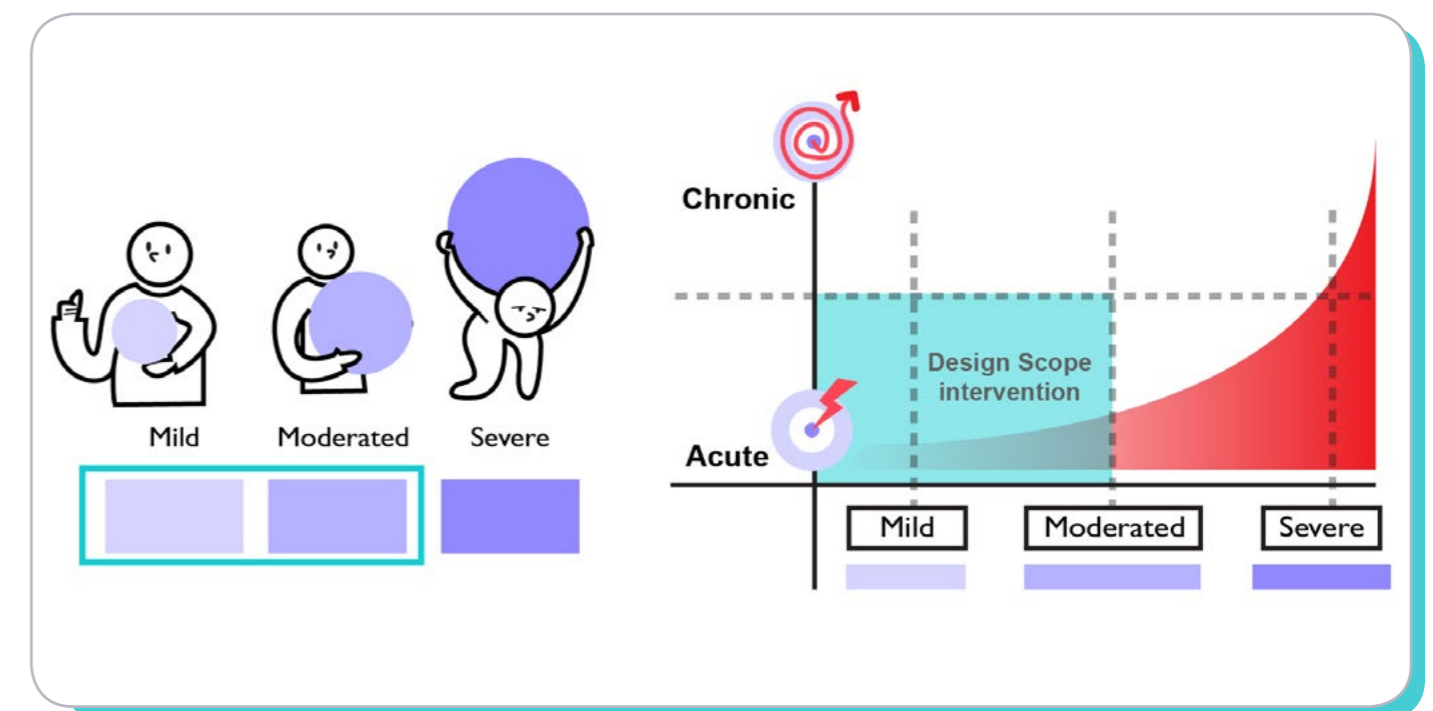 Mild
Moderated
Severe
Chronic
Design Scope
intervention
Acute
Mild
Moderated
Severe